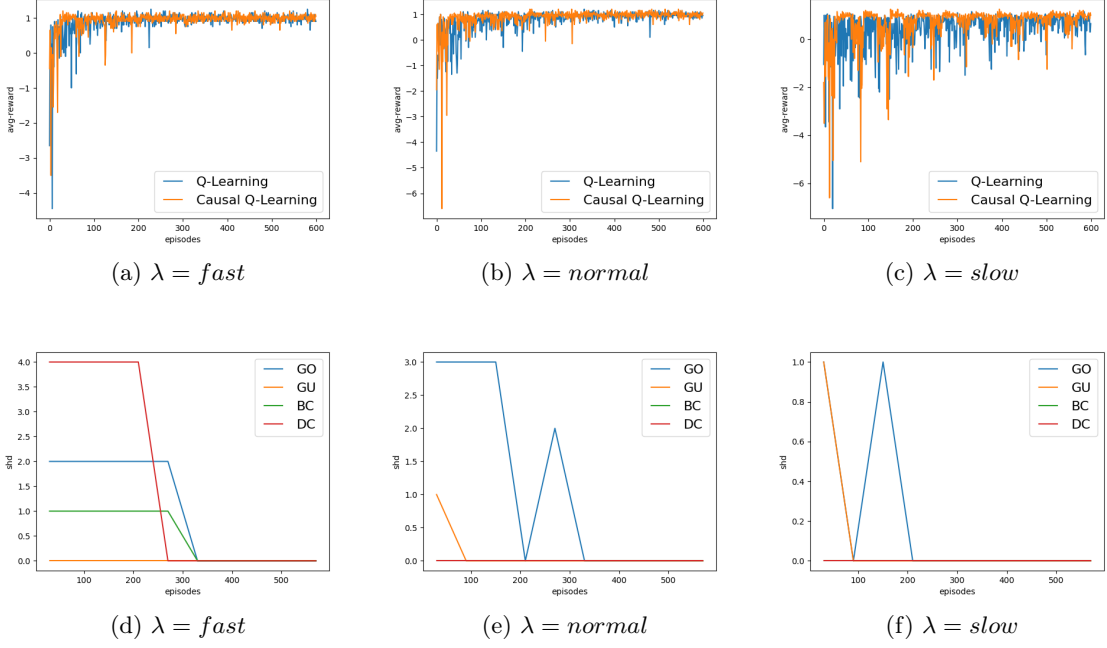 1
0
−1
−2
−3
−4
avg-reward
0
100
200
300
400
500
600
episodes
Q-Learning
Causal Q-Learning
(a) λ = fast
1
0
−1
−2
−3
−4
−5
−6
avg-reward
0
100
200
300
400
500
600
episodes
Q-Learning
Causal Q-Learning
(b) λ = normal
0
−2
−4
−6
avg-reward
0
100
200
300
400
500
600
episodes
Q-Learning
Causal Q-Learning
(c) λ = slow
4.0
3.5
3.0
2.5
2.0
1.5
1.0
0.5
0.0
shd
100
200
300
400
500
episodes
GO
GU
BC
DC
(d) λ = fast
3.0
2.5
2.0
1.5
1.0
0.5
0.0
shd
100
200
300
400
500
episodes
GO
GU
BC
DC
(e) λ = normal
1.0
0.8
0.6
0.4
0.2
0.0
shd
100
200
300
400
500
episodes
GO
GU
BC
DC
(f) λ = slow